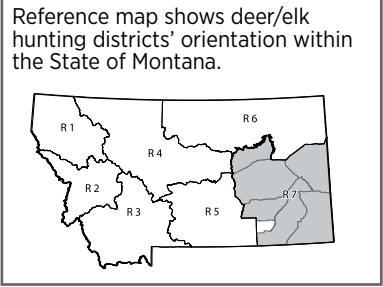 Reference map shows deer/elk
hunting districts’ orientation within
the State of Montana.
R 1
R 6
R 4
R 2
R 7
R 3
R 5